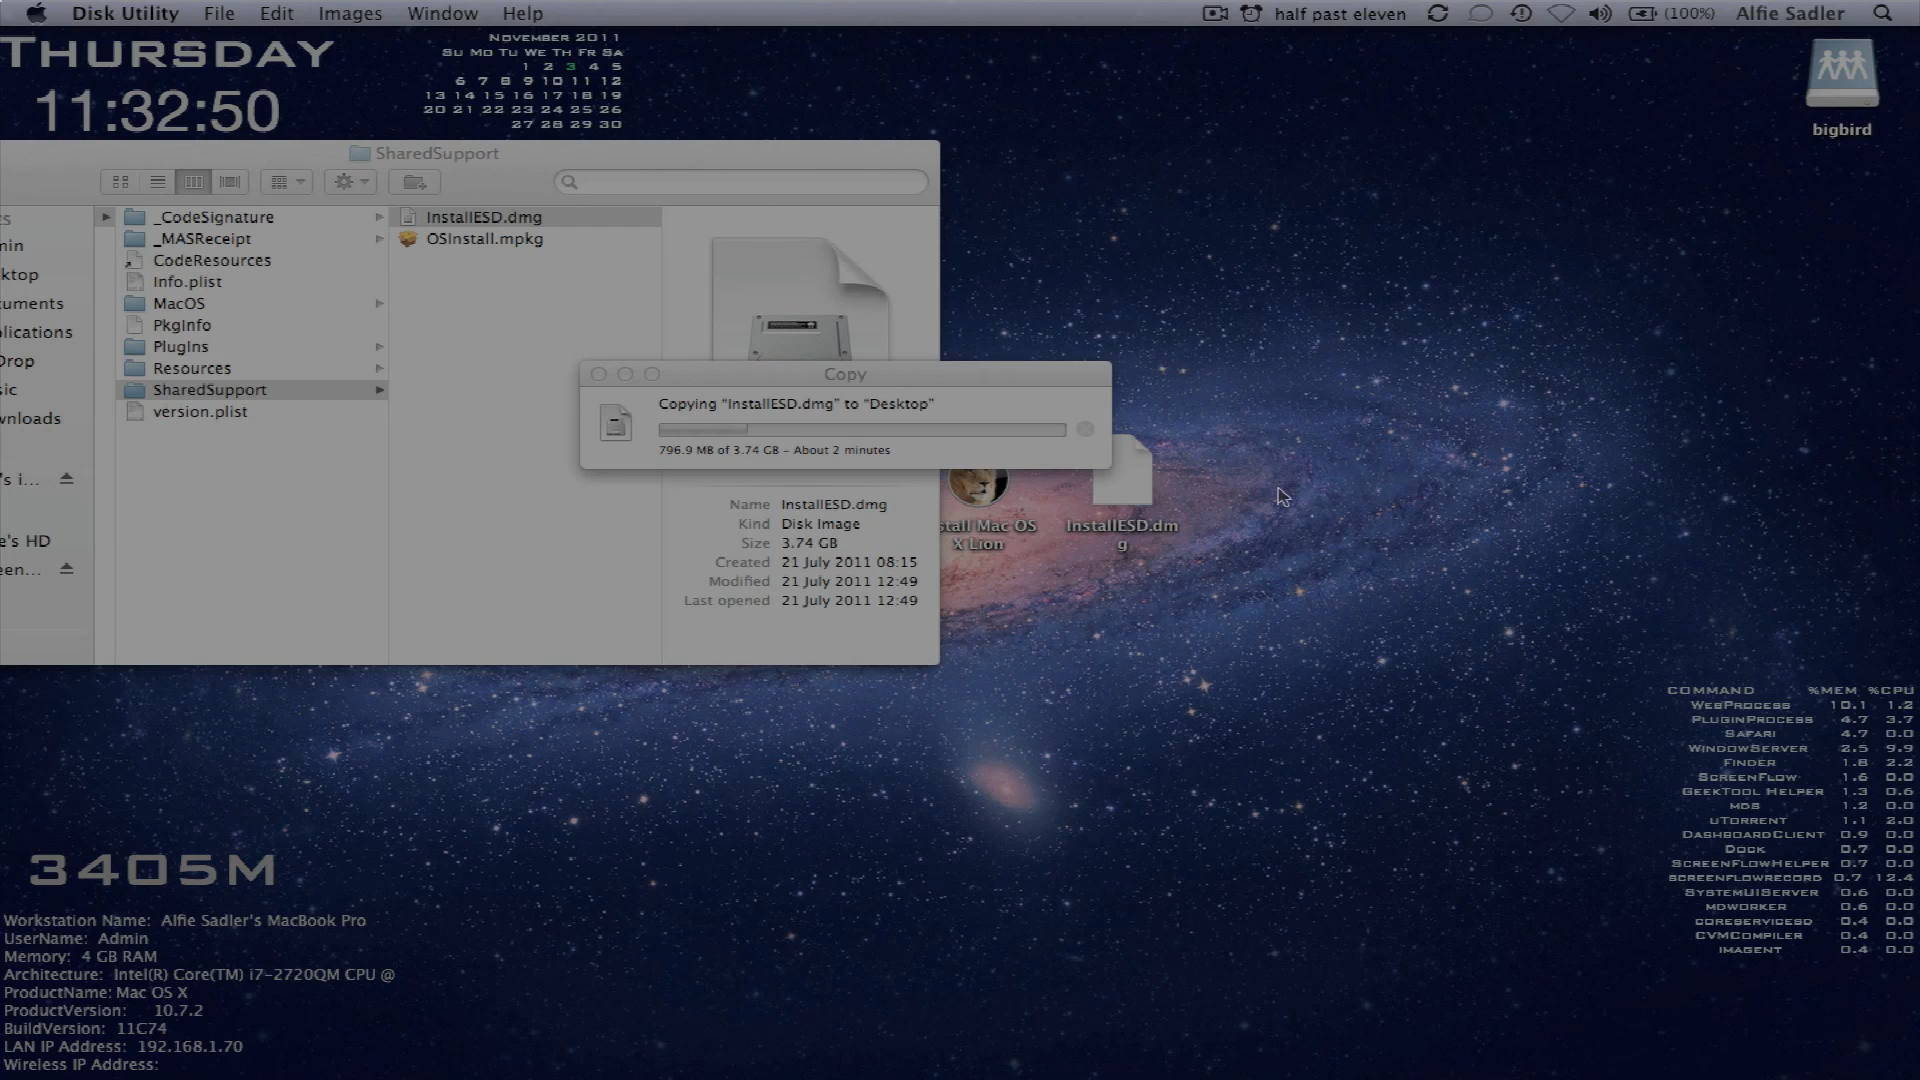 Disk Utility File Edit Images Window Help
half past eleven (100%) Alfie Sadler
THURSDAY
11:32:50
November 2011
Su Mo Tu We Th Fr Sa
1 2 3 4 5
6 7 8 9 10 11 12
13 14 15 16 17 18 19
20 21 22 23 24 25 26
27 28 29 30
bigbird
SharedSupport
_CodeSignature
_MASReceipt
CodeResources
Info.plist
MacOS
PkgInfo
PlugIns
Resources
SharedSupport
version.plist
InstallESD.dmg
OSInstall.mpkg
s
min
ktop
uments
plications
Drop
sic
wnloads
's i...
e's HD
een...
Copy
Copying “InstallESD.dmg” to “Desktop”
796.9 MB of 3.74 GB – About 2 minutes
Name InstallESD.dmg
Kind Disk Image
Size 3.74 GB
Created 21 July 2011 08:15
Modified 21 July 2011 12:49
Last opened 21 July 2011 12:49
stall Mac OS
X Lion
InstallESD.dm
g
COMMAND %MEM %CPU
WebProcess 10.1 1.2
PluginProcess 4.7 3.7
Safari 4.7 0.0
WindowServer 2.5 9.9
Finder 1.8 2.2
ScreenFlow 1.6 0.0
GeekTool Helper 1.3 0.6
mds 1.2 0.0
uTorrent 1.1 2.0
DashboardClient 0.9 0.0
Dock 0.7 0.0
ScreenFlowHelper 0.7 0.0
screenflowrecord 0.7 12.4
SystemUIServer 0.6 0.0
mdworker 0.6 0.0
coreservicesd 0.4 0.0
CVMCompiler 0.4 0.0
imagent 0.4 0.0
3405M
Workstation Name: Alfie Sadler's MacBook Pro
UserName: Admin
Memory: 4 GB RAM
Architecture: Intel(R) Core(TM) i7-2720QM CPU @
ProductName: Mac OS X
ProductVersion: 10.7.2
BuildVersion: 11C74
LAN IP Address: 192.168.1.70
Wireless IP Address: